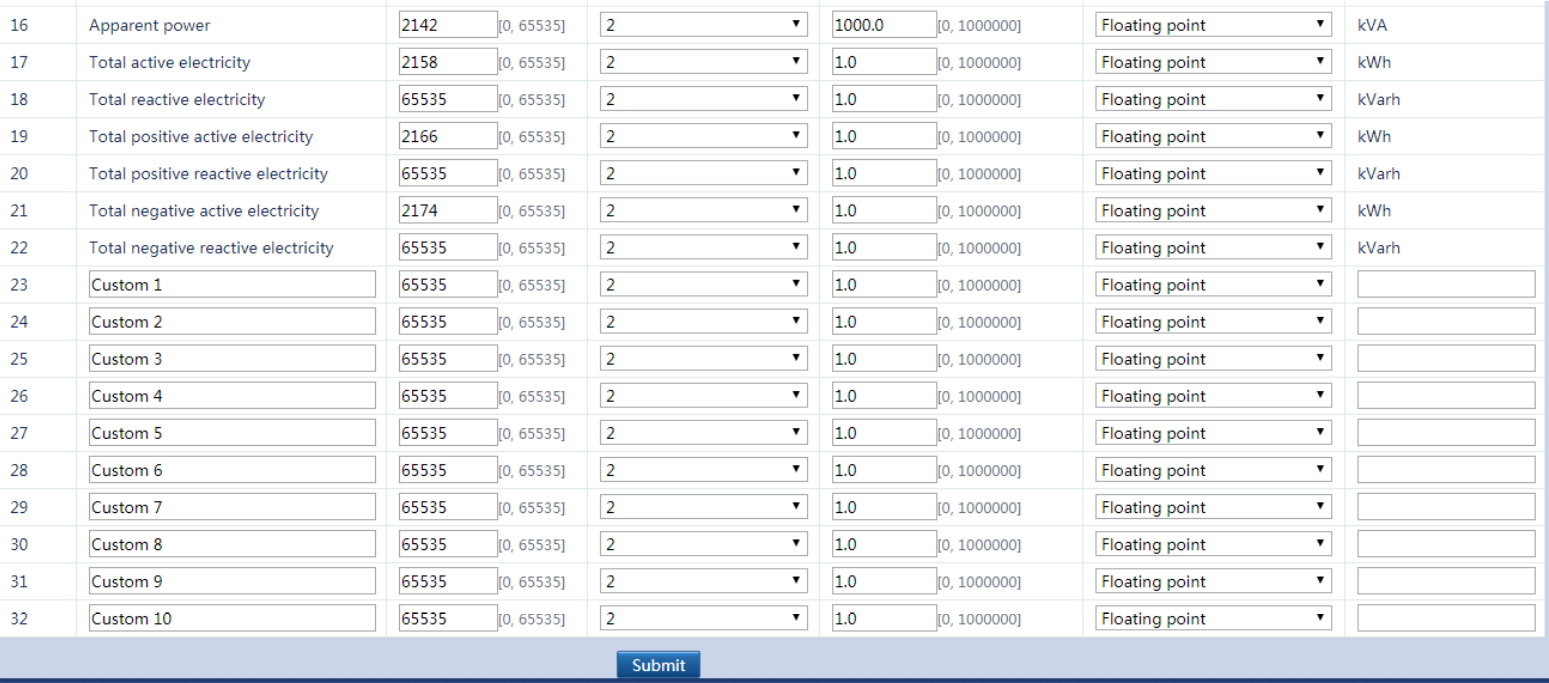 16 Apparent power 2142 [0, 65535] 2 1000.0 [0, 1000000] Floating point kVA
17 Total active electricity 2158 [0, 65535] 2 1.0 [0, 1000000] Floating point kWh
18 Total reactive electricity 65535 [0, 65535] 2 1.0 [0, 1000000] Floating point kVarh
19 Total positive active electricity 2166 [0, 65535] 2 1.0 [0, 1000000] Floating point kWh
20 Total positive reactive electricity 65535 [0, 65535] 2 1.0 [0, 1000000] Floating point kVarh
21 Total negative active electricity 2174 [0, 65535] 2 1.0 [0, 1000000] Floating point kWh
22 Total negative reactive electricity 65535 [0, 65535] 2 1.0 [0, 1000000] Floating point kVarh
23 Custom 1 65535 [0, 65535] 2 1.0 [0, 1000000] Floating point
24 Custom 2 65535 [0, 65535] 2 1.0 [0, 1000000] Floating point
25 Custom 3 65535 [0, 65535] 2 1.0 [0, 1000000] Floating point
26 Custom 4 65535 [0, 65535] 2 1.0 [0, 1000000] Floating point
27 Custom 5 65535 [0, 65535] 2 1.0 [0, 1000000] Floating point
28 Custom 6 65535 [0, 65535] 2 1.0 [0, 1000000] Floating point
29 Custom 7 65535 [0, 65535] 2 1.0 [0, 1000000] Floating point
30 Custom 8 65535 [0, 65535] 2 1.0 [0, 1000000] Floating point
31 Custom 9 65535 [0, 65535] 2 1.0 [0, 1000000] Floating point
32 Custom 10 65535 [0, 65535] 2 1.0 [0, 1000000] Floating point
Submit